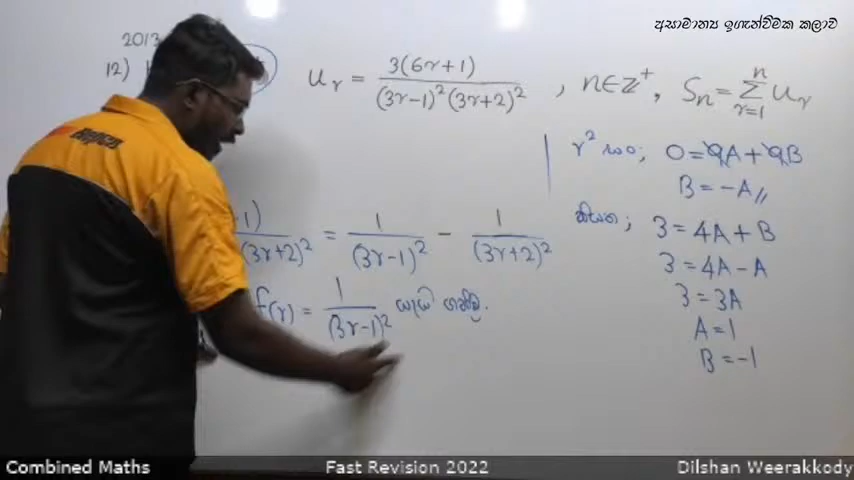 අසාමාන්‍ය ඉගැන්වීමක කලාව
2013
12)
u_r = 3(6r+1) / (3r-1)²(3r+2)² , n∈ℤ⁺, S_n = Σ_{r=1}^{n} u_r
r² හි; 0 = 9A + 9B
B = -A //
නියත; 3 = 4A + B
3 = 4A - A
3 = 3A
A = 1
B = -1
-1) (3r+2)² = 1/(3r-1)² - 1/(3r+2)²
f(r) = 1/(3r-1)² යැයි ගනිමු.
Combined Maths
Fast Revision 2022
Dilshan Weerakkody